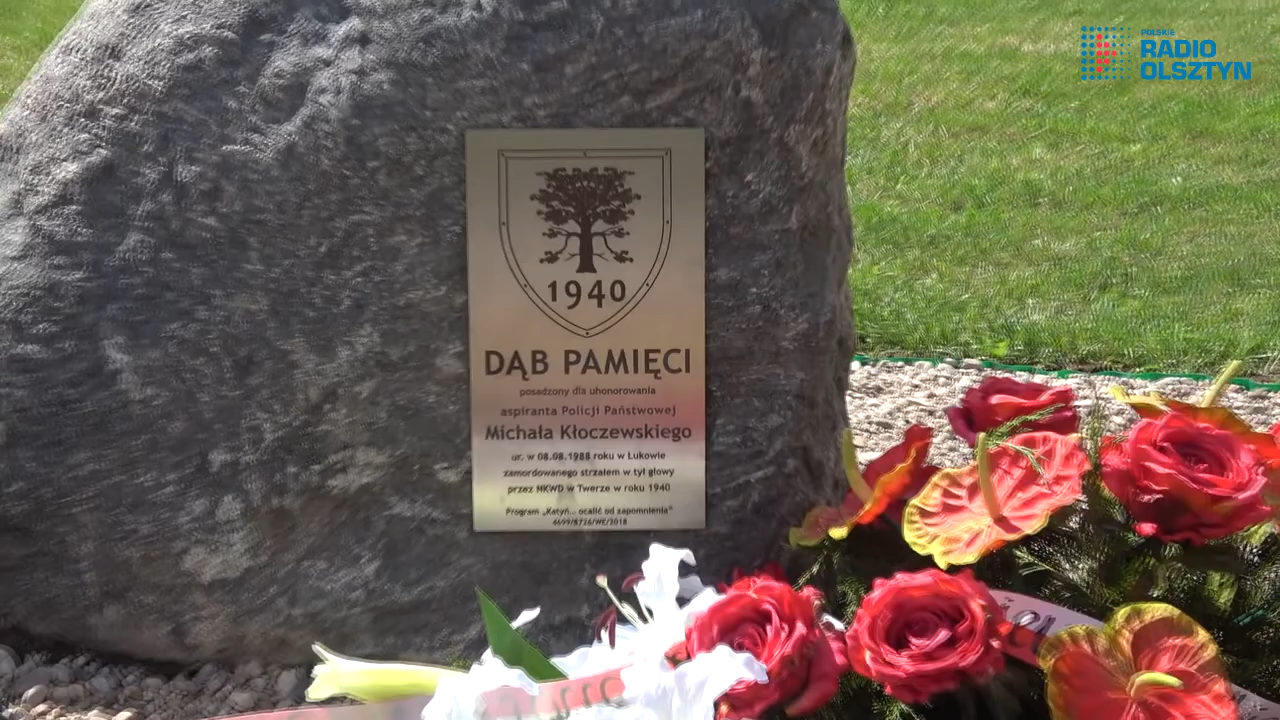 POLSKIE
RADIO
OLSZTYN
1940
DĄB PAMIĘCI
posadzony dla uhonorowania
aspiranta Policji Państwowej
Michała Kłoczewskiego
ur. w 08.08.1988 roku w Łukowie
zamordowanego strzałem w tył głowy
przez NKWD w Twerze w roku 1940
Program „Katyń... ocalić od zapomnienia”
4699/8726/WE/2018